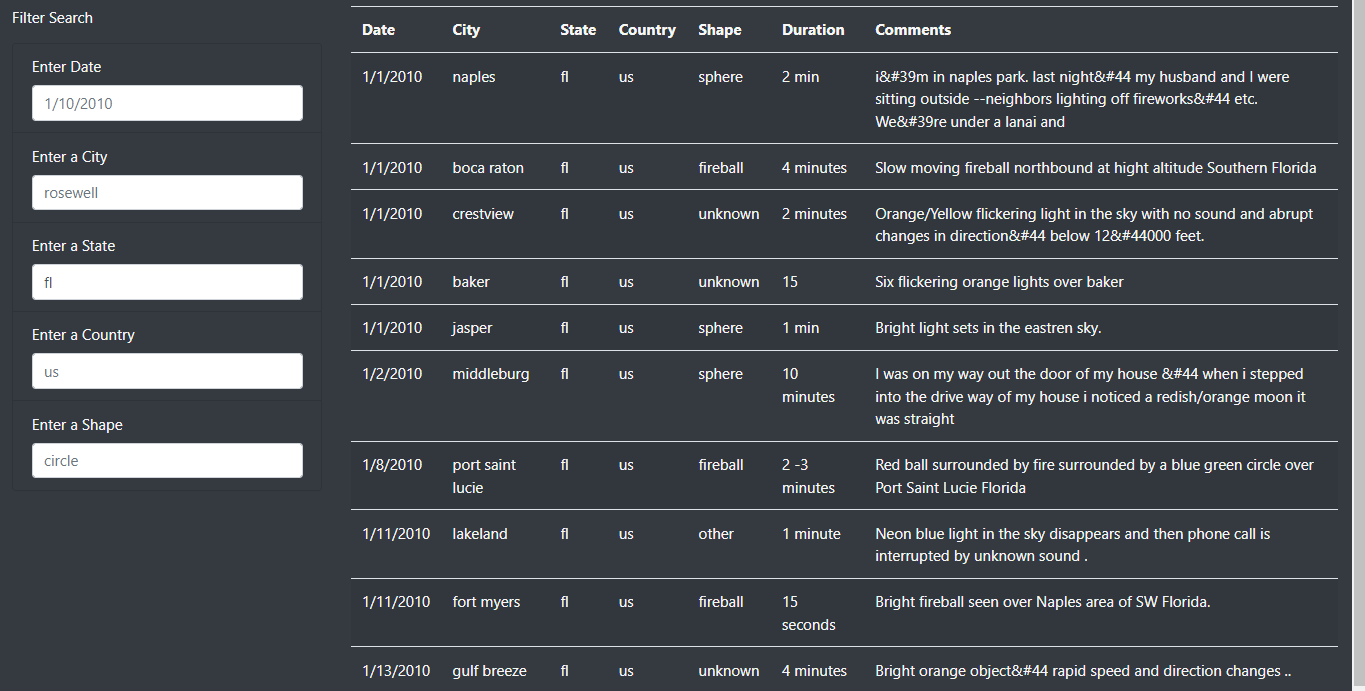 Filter Search
Enter Date
1/10/2010
Enter a City
rosewell
Enter a State
fl
Enter a Country
us
Enter a Shape
circle
Date City State Country Shape Duration Comments
1/1/2010 naples fl us sphere 2 min i&#39m in naples park. last night&#44 my husband and I were
sitting outside --neighbors lighting off fireworks&#44 etc.
We&#39re under a lanai and
1/1/2010 boca raton fl us fireball 4 minutes Slow moving fireball northbound at hight altitude Southern Florida
1/1/2010 crestview fl us unknown 2 minutes Orange/Yellow flickering light in the sky with no sound and abrupt
changes in direction&#44 below 12&#44000 feet.
1/1/2010 baker fl us unknown 15 Six flickering orange lights over baker
1/1/2010 jasper fl us sphere 1 min Bright light sets in the eastren sky.
1/2/2010 middleburg fl us sphere 10 I was on my way out the door of my house &#44 when i stepped
minutes into the drive way of my house i noticed a redish/orange moon it
was straight
1/8/2010 port saint fl us fireball 2 -3 Red ball surrounded by fire surrounded by a blue green circle over
lucie minutes Port Saint Lucie Florida
1/11/2010 lakeland fl us other 1 minute Neon blue light in the sky disappears and then phone call is
interrupted by unknown sound .
1/11/2010 fort myers fl us fireball 15 Bright fireball seen over Naples area of SW Florida.
seconds
1/13/2010 gulf breeze fl us unknown 4 minutes Bright orange object&#44 rapid speed and direction changes ..